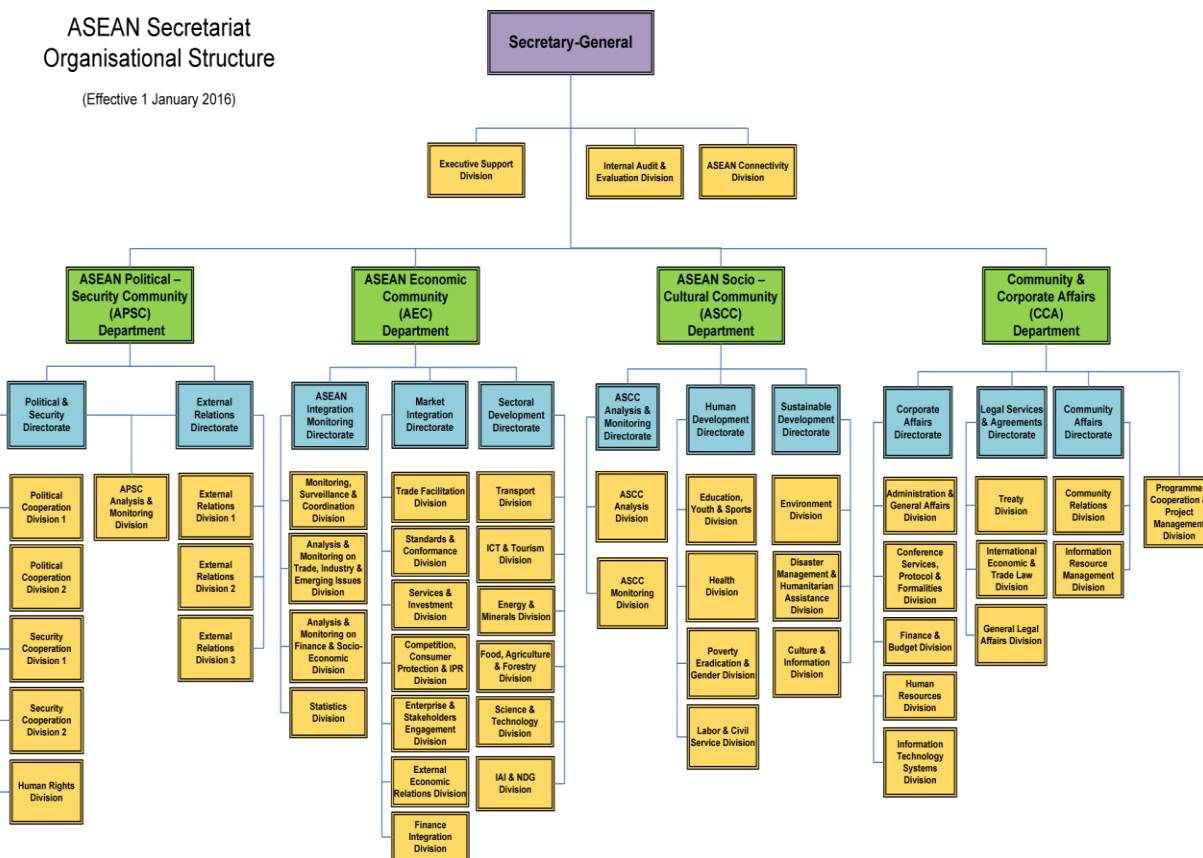 ASEAN Secretariat
Organisational Structure
(Effective 1 January 2016)
Secretary-General
Executive Support
Division
Internal Audit &
Evaluation Division
ASEAN Connectivity
Division
ASEAN Political –
Security Community
(APSC)
Department
ASEAN Economic
Community
(AEC)
Department
ASEAN Socio –
Cultural Community
(ASCC)
Department
Community &
Corporate Affairs
(CCA)
Department
Political &
Security
Directorate
External
Relations
Directorate
ASEAN
Integration
Monitoring
Directorate
Market
Integration
Directorate
Sectoral
Development
Directorate
ASCC
Analysis &
Monitoring
Directorate
Human
Development
Directorate
Sustainable
Development
Directorate
Corporate
Affairs
Directorate
Legal Services
& Agreements
Directorate
Community
Affairs
Directorate
Political
Cooperation
Division 1
Political
Cooperation
Division 2
Security
Cooperation
Division 1
Security
Cooperation
Division 2
Human Rights
Division
APSC
Analysis &
Monitoring
Division
External
Relations
Division 1
External
Relations
Division 2
External
Relations
Division 3
Monitoring,
Surveillance &
Coordination
Division
Analysis &
Monitoring on
Trade, Industry &
Emerging Issues
Division
Analysis &
Monitoring on
Finance & Socio-
Economic
Division
Statistics
Division
Trade Facilitation
Division
Standards &
Conformance
Division
Services &
Investment
Division
Competition,
Consumer
Protection & IPR
Division
Enterprise &
Stakeholders
Engagement
Division
External
Economic
Relations Division
Finance
Integration
Division
Transport
Division
ICT & Tourism
Division
Energy &
Minerals Division
Food, Agriculture
& Forestry
Division
Science &
Technology
Division
IAI & NDG
Division
ASCC
Analysis
Division
ASCC
Monitoring
Division
Education,
Youth & Sports
Division
Health
Division
Poverty
Eradication &
Gender Division
Labor & Civil
Service Division
Environment
Division
Disaster
Management &
Humanitarian
Assistance
Division
Culture &
Information
Division
Administration &
General Affairs
Division
Conference
Services,
Protocol &
Formalities
Division
Finance &
Budget Division
Human
Resources
Division
Information
Technology
Systems
Division
Treaty
Division
International
Economic &
Trade Law
Division
General Legal
Affairs Division
Community
Relations
Division
Information
Resource
Management
Division
Programme
Cooperation &
Project
Management
Division